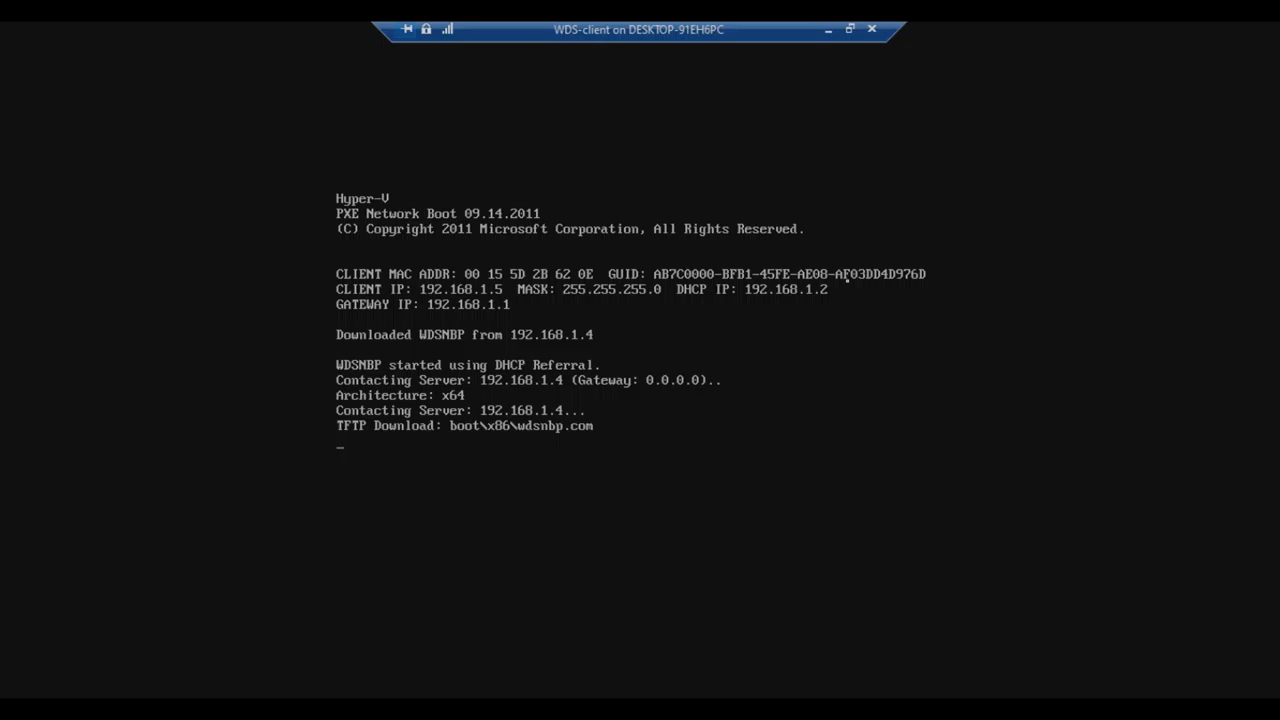 WDS-client on DESKTOP-91EH6PC
Hyper-V
PXE Network Boot 09.14.2011
(C) Copyright 2011 Microsoft Corporation, All Rights Reserved.
CLIENT MAC ADDR: 00 15 5D 2B 62 0E  GUID: AB7C0000-BFB1-45FE-AE08-AF03DD4D976D
CLIENT IP: 192.168.1.5  MASK: 255.255.255.0  DHCP IP: 192.168.1.2
GATEWAY IP: 192.168.1.1
Downloaded WDSNBP from 192.168.1.4
WDSNBP started using DHCP Referral.
Contacting Server: 192.168.1.4 (Gateway: 0.0.0.0)..
Architecture: x64
Contacting Server: 192.168.1.4...
TFTP Download: boot\x86\wdsnbp.com
_